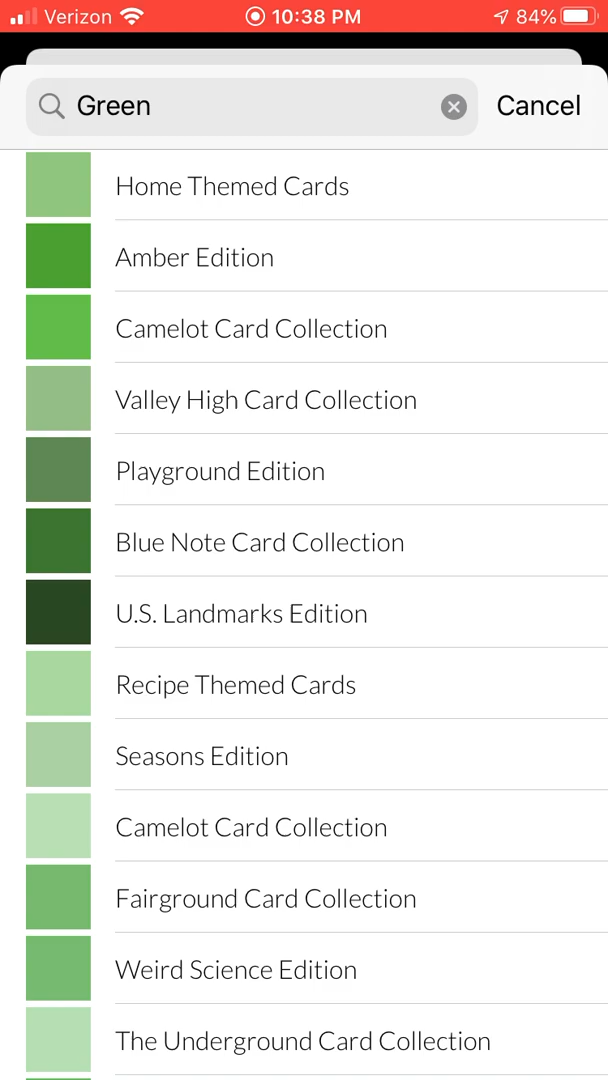 Verizon 10:38 PM 84%
Green Cancel
Home Themed Cards
Amber Edition
Camelot Card Collection
Valley High Card Collection
Playground Edition
Blue Note Card Collection
U.S. Landmarks Edition
Recipe Themed Cards
Seasons Edition
Camelot Card Collection
Fairground Card Collection
Weird Science Edition
The Underground Card Collection